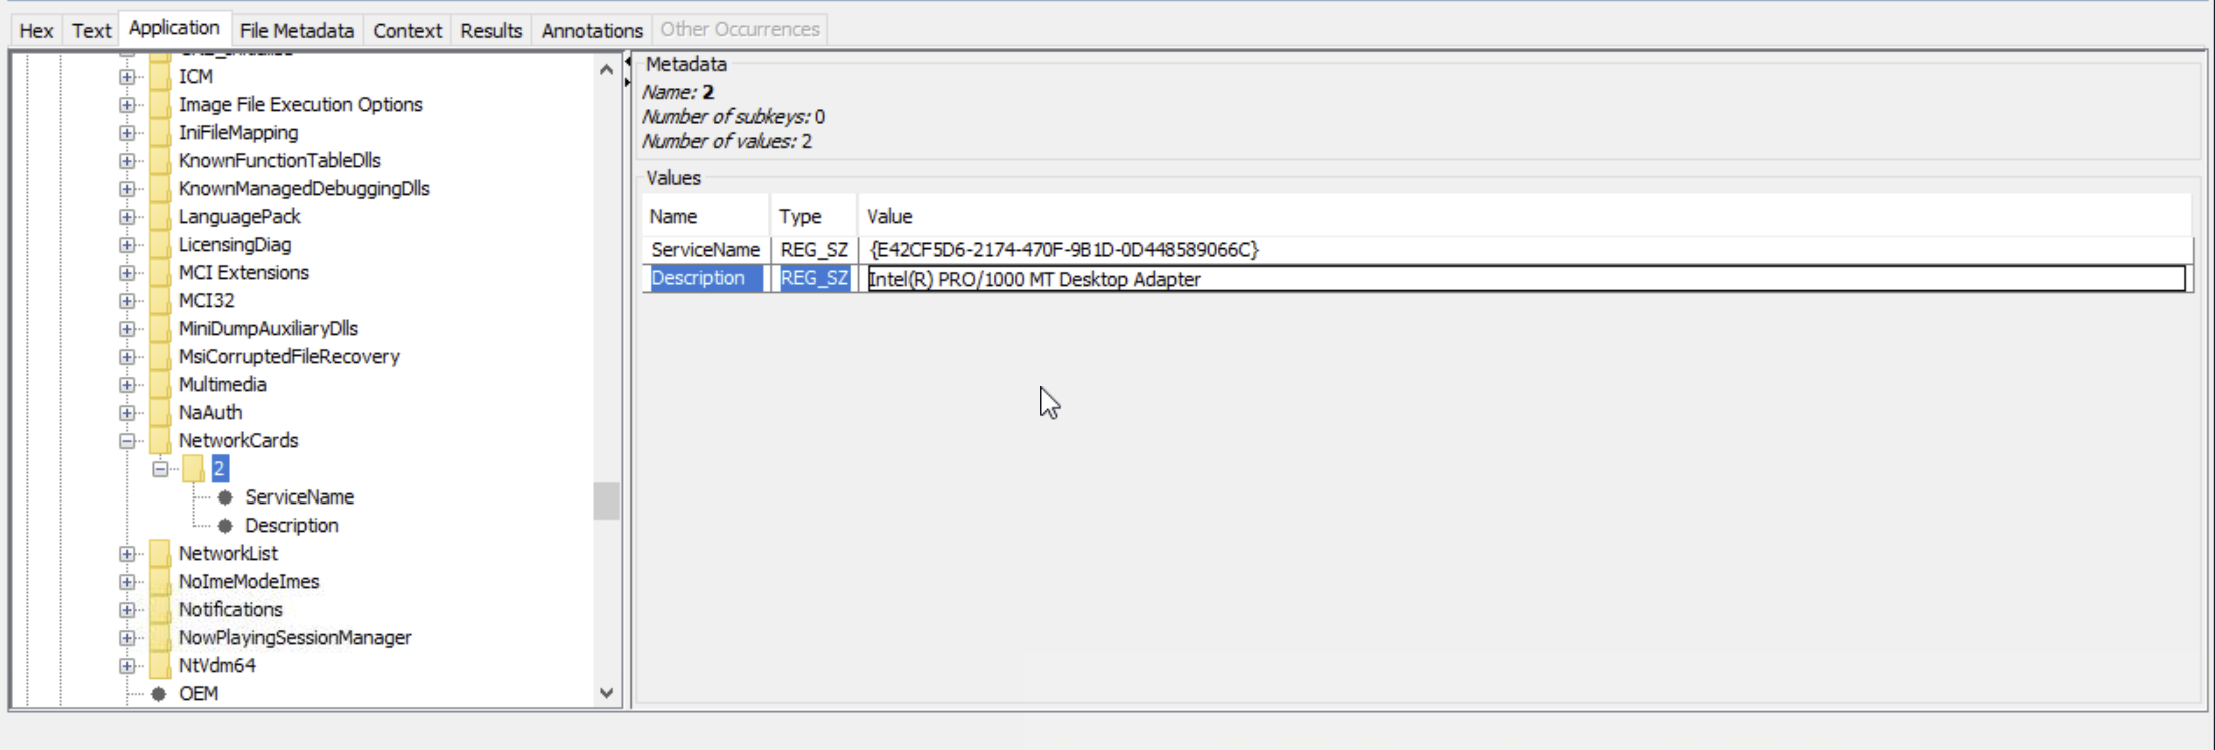 Hex Text Application File Metadata Context Results Annotations Other Occurrences
ICM
Image File Execution Options
IniFileMapping
KnownFunctionTableDlls
KnownManagedDebuggingDlls
LanguagePack
LicensingDiag
MCI Extensions
MCI32
MiniDumpAuxiliaryDlls
MsiCorruptedFileRecovery
Multimedia
NaAuth
NetworkCards
2
ServiceName
Description
NetworkList
NoImeModeImes
Notifications
NowPlayingSessionManager
NtVdm64
OEM
Metadata
Name: 2
Number of subkeys: 0
Number of values: 2
Values
Name Type Value
ServiceName REG_SZ {E42CF5D6-2174-470F-9B1D-0D448589066C}
Description REG_SZ Intel(R) PRO/1000 MT Desktop Adapter